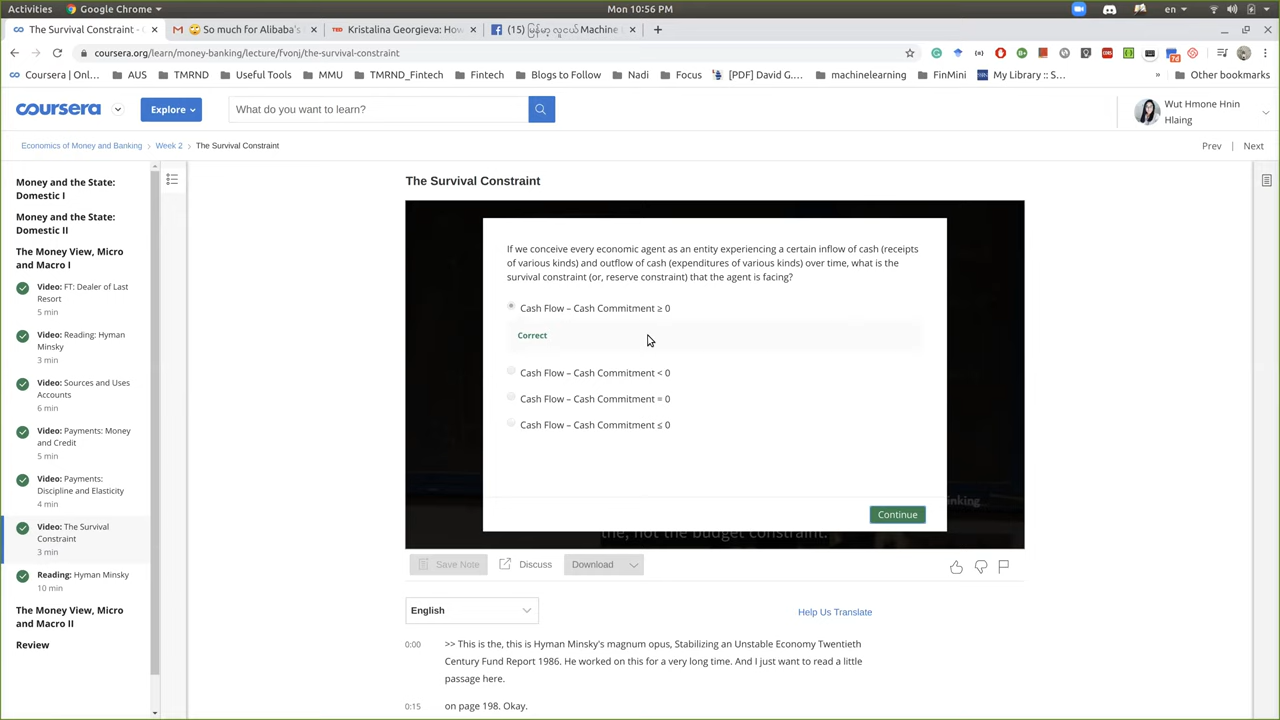 Activities Google Chrome Mon 10:56 PM en
The Survival Constraint - C
So much for Alibaba's
TED Kristalina Georgieva: How
(15) မြန်မာ လူငယ် Machine
coursera.org/learn/money-banking/lecture/fvonj/the-survival-constraint
Coursera | Onl... AUS TMRND Useful Tools MMU TMRND_Fintech Fintech Blogs to Follow Nadi Focus [PDF] David G.... machinelearning FinMini My Library :: S... » Other bookmarks
coursera Explore What do you want to learn? Wut Hmone Hnin
Hlaing
Economics of Money and Banking > Week 2 > The Survival Constraint Prev | Next
Money and the State:
Domestic I
Money and the State:
Domestic II
The Money View, Micro
and Macro I
Video: FT: Dealer of Last
Resort
5 min
Video: Reading: Hyman
Minsky
3 min
Video: Sources and Uses
Accounts
6 min
Video: Payments: Money
and Credit
5 min
Video: Payments:
Discipline and Elasticity
4 min
Video: The Survival
Constraint
3 min
Reading: Hyman Minsky
10 min
The Money View, Micro
and Macro II
Review
The Survival Constraint
If we conceive every economic agent as an entity experiencing a certain inflow of cash (receipts
of various kinds) and outflow of cash (expenditures of various kinds) over time, what is the
survival constraint (or, reserve constraint) that the agent is facing?
Cash Flow – Cash Commitment ≥ 0
Correct
Cash Flow – Cash Commitment < 0
Cash Flow – Cash Commitment = 0
Cash Flow – Cash Commitment ≤ 0
Continue
the, not the budget constraint.
Save Note Discuss Download
English Help Us Translate
0:00 >> This is the, this is Hyman Minsky's magnum opus, Stabilizing an Unstable Economy Twentieth
Century Fund Report 1986. He worked on this for a very long time. And I just want to read a little
passage here.
0:15 on page 198. Okay.